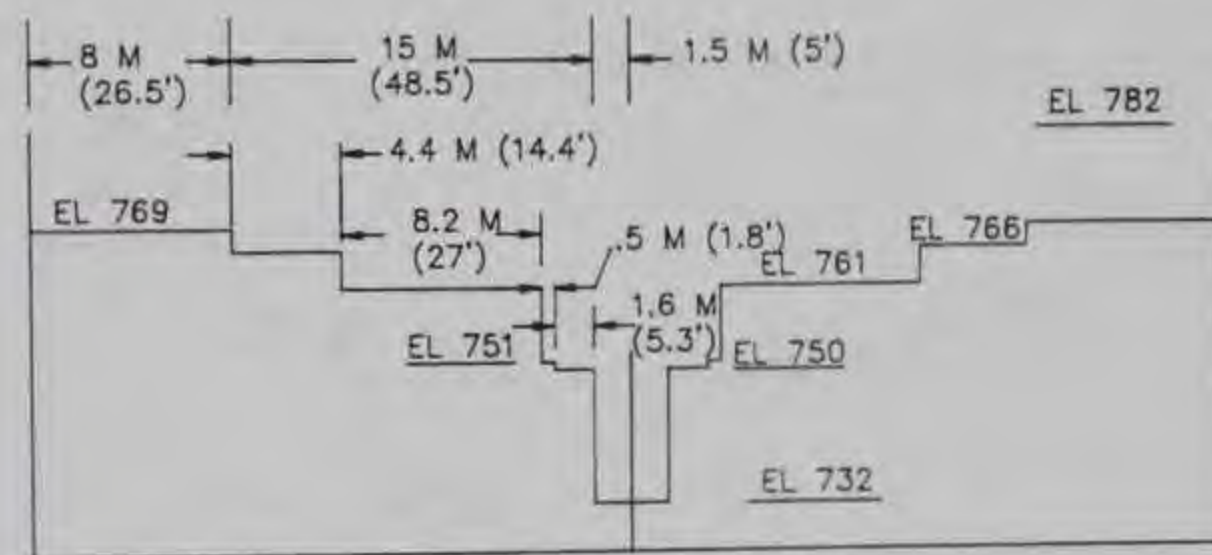 8 M
(26.5')
15 M
(48.5')
1.5 M (5')
EL 782
4.4 M (14.4')
EL 769
8.2 M
(27')
.5 M (1.8')
EL 766
EL 761
1.6 M
(5.3')
EL 751
EL 750
EL 732